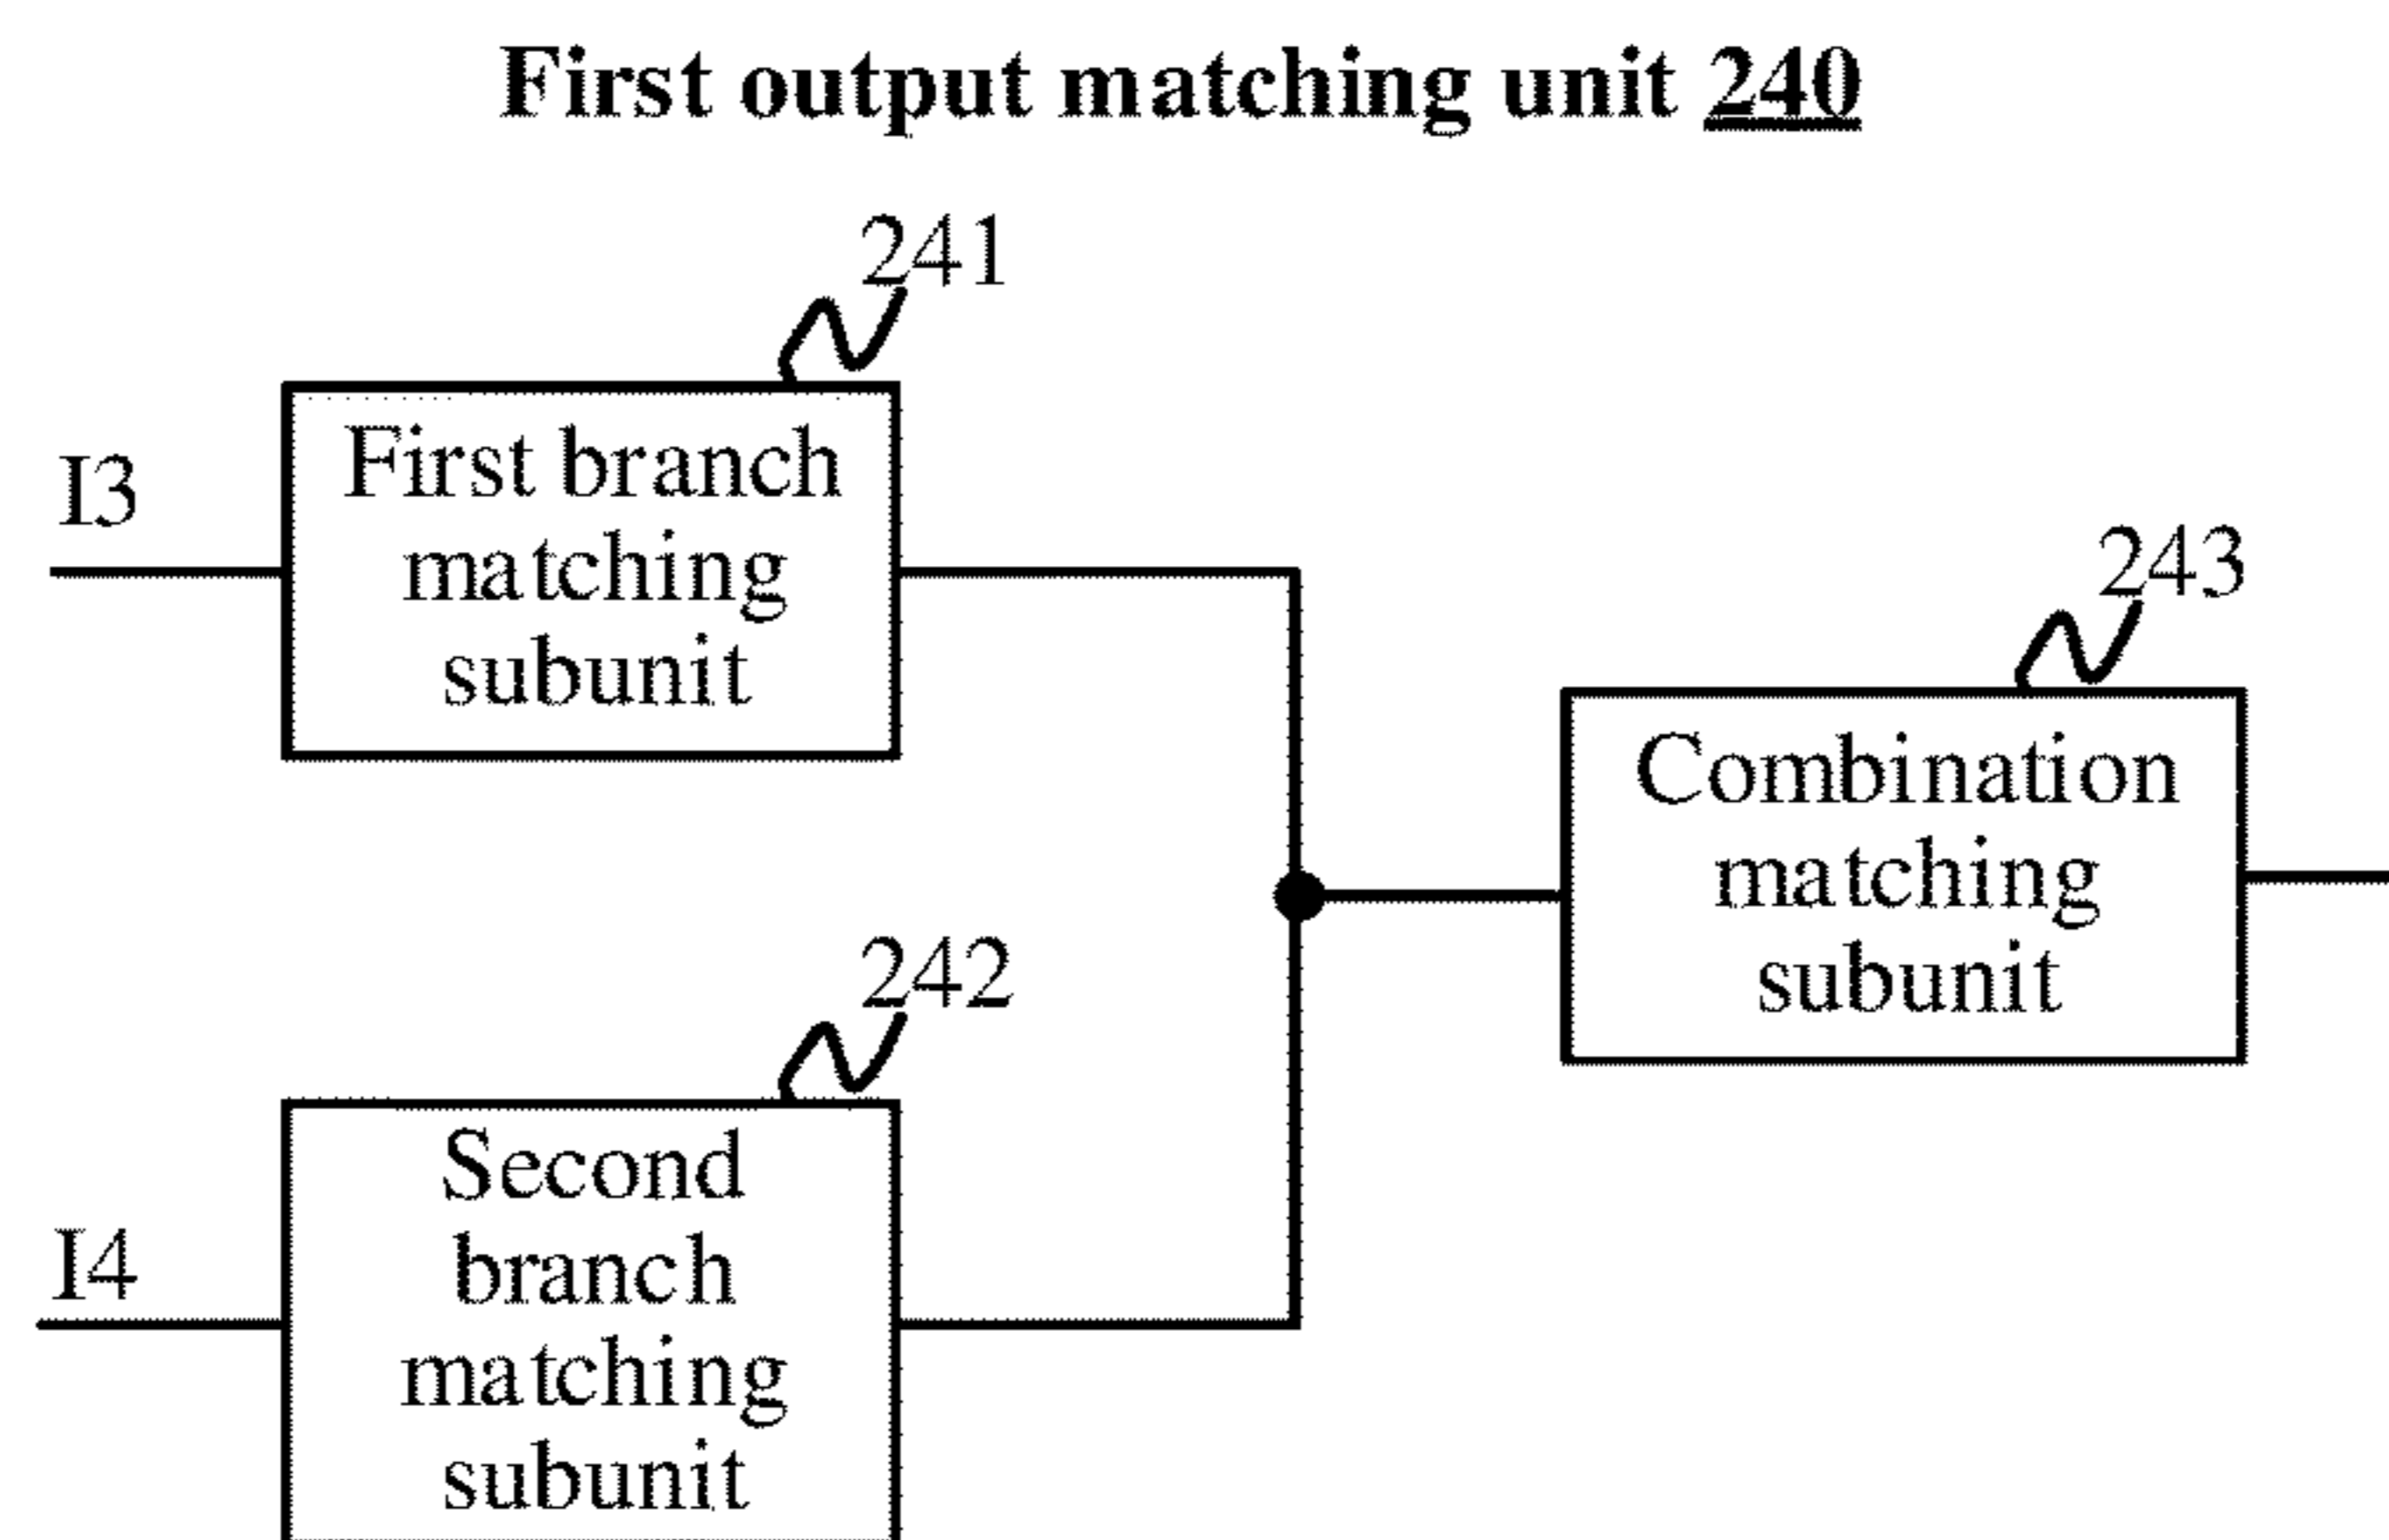 First output matching unit 240
241
I3
First branch
matching
subunit
243
Combination
matching
subunit
242
I4
Second
branch
matching
subunit